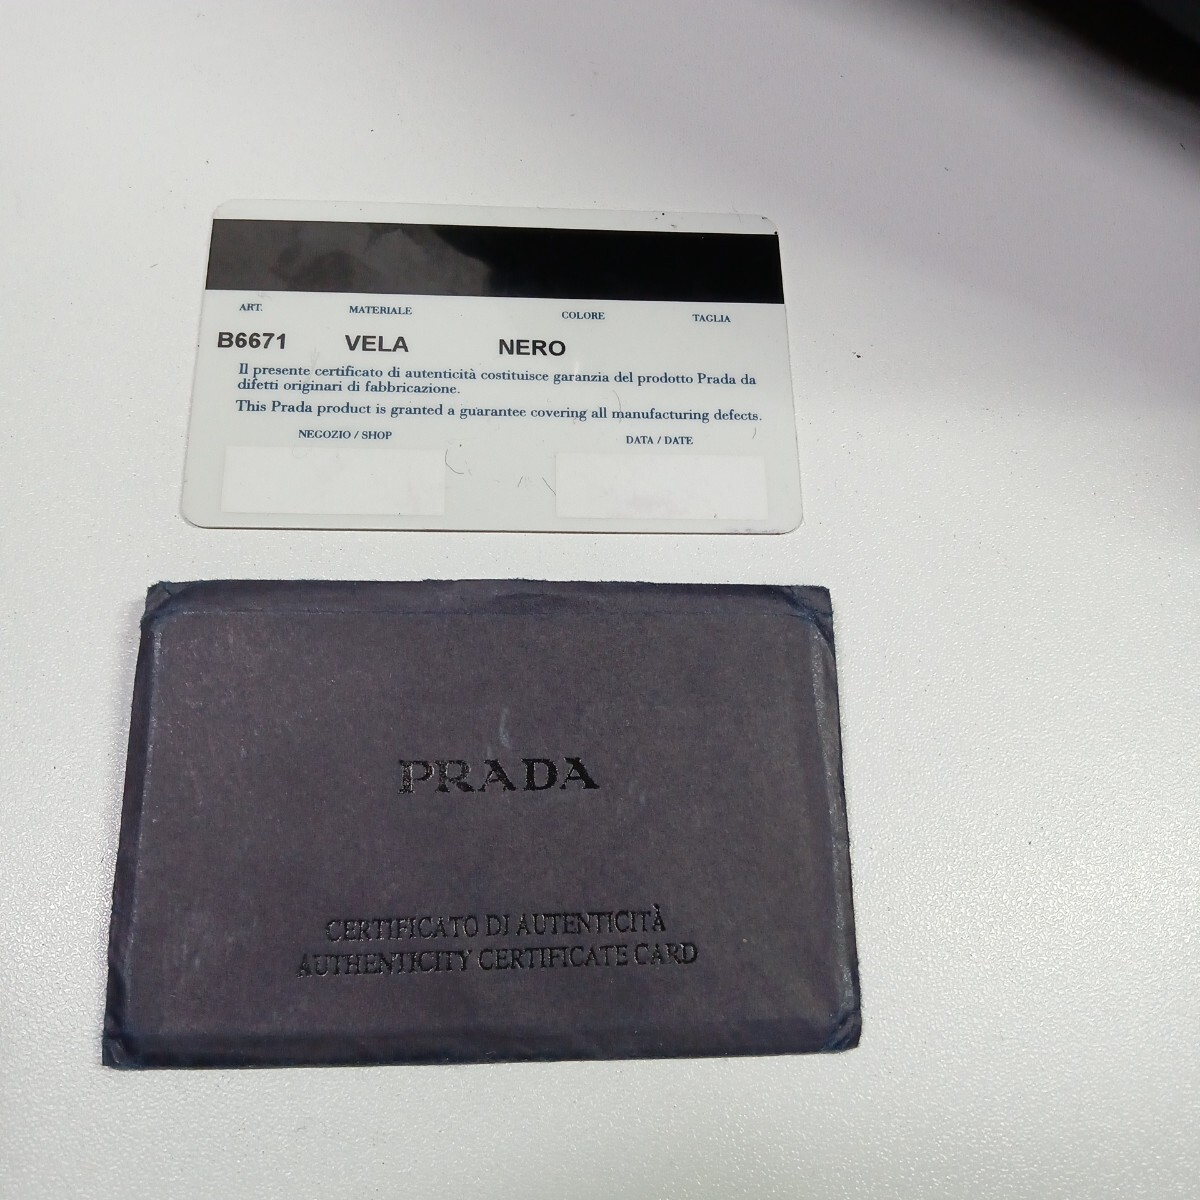 ART. MATERIALE COLORE TAGLIA
B6671 VELA NERO
Il presente certificato di autenticità costituisce garanzia del prodotto Prada da
difetti originari di fabbricazione.
This Prada product is granted a guarantee covering all manufacturing defects.
NEGOZIO / SHOP DATA / DATE
PRADA
CERTIFICATO DI AUTENTICITÀ
AUTHENTICITY CERTIFICATE CARD